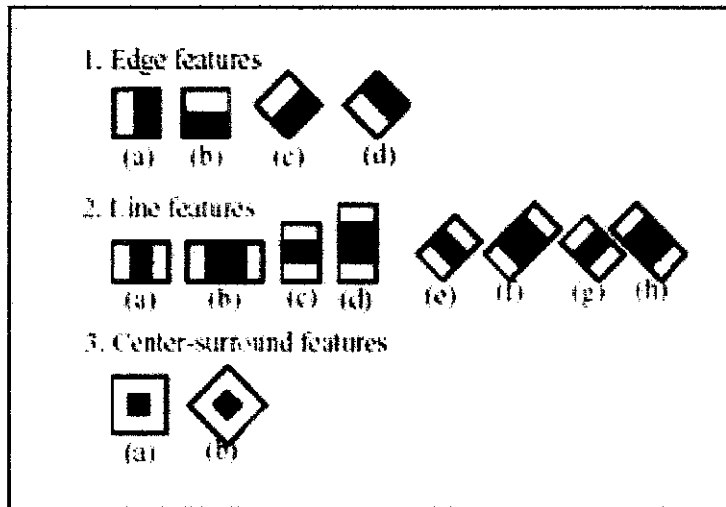 1. Edge features
(a) (b) (c) (d)
2. Line features
(a) (b) (c) (d) (e) (f) (g) (h)
3. Center-surround features
(a) (b)